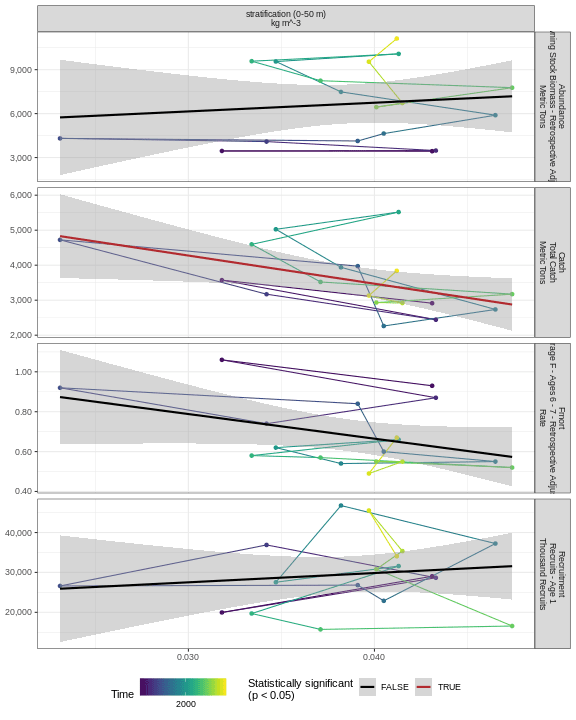 stratification (0-50 m)
kg m^-3
9,000
6,000
3,000
Abundance
ning Stock Biomass - Retrospective Adj
Metric Tons
6,000
5,000
4,000
3,000
2,000
Catch
Total Catch
Metric Tons
1.00
0.80
0.60
0.40
Fmort
rage F - Ages 6 - 7 - Retrospective Adju
Rate
40,000
30,000
20,000
Recruitment
Recruits - Age 1
Thousand Recruits
0.030
0.040
Time
2000
Statistically significant
(p < 0.05)
FALSE
TRUE